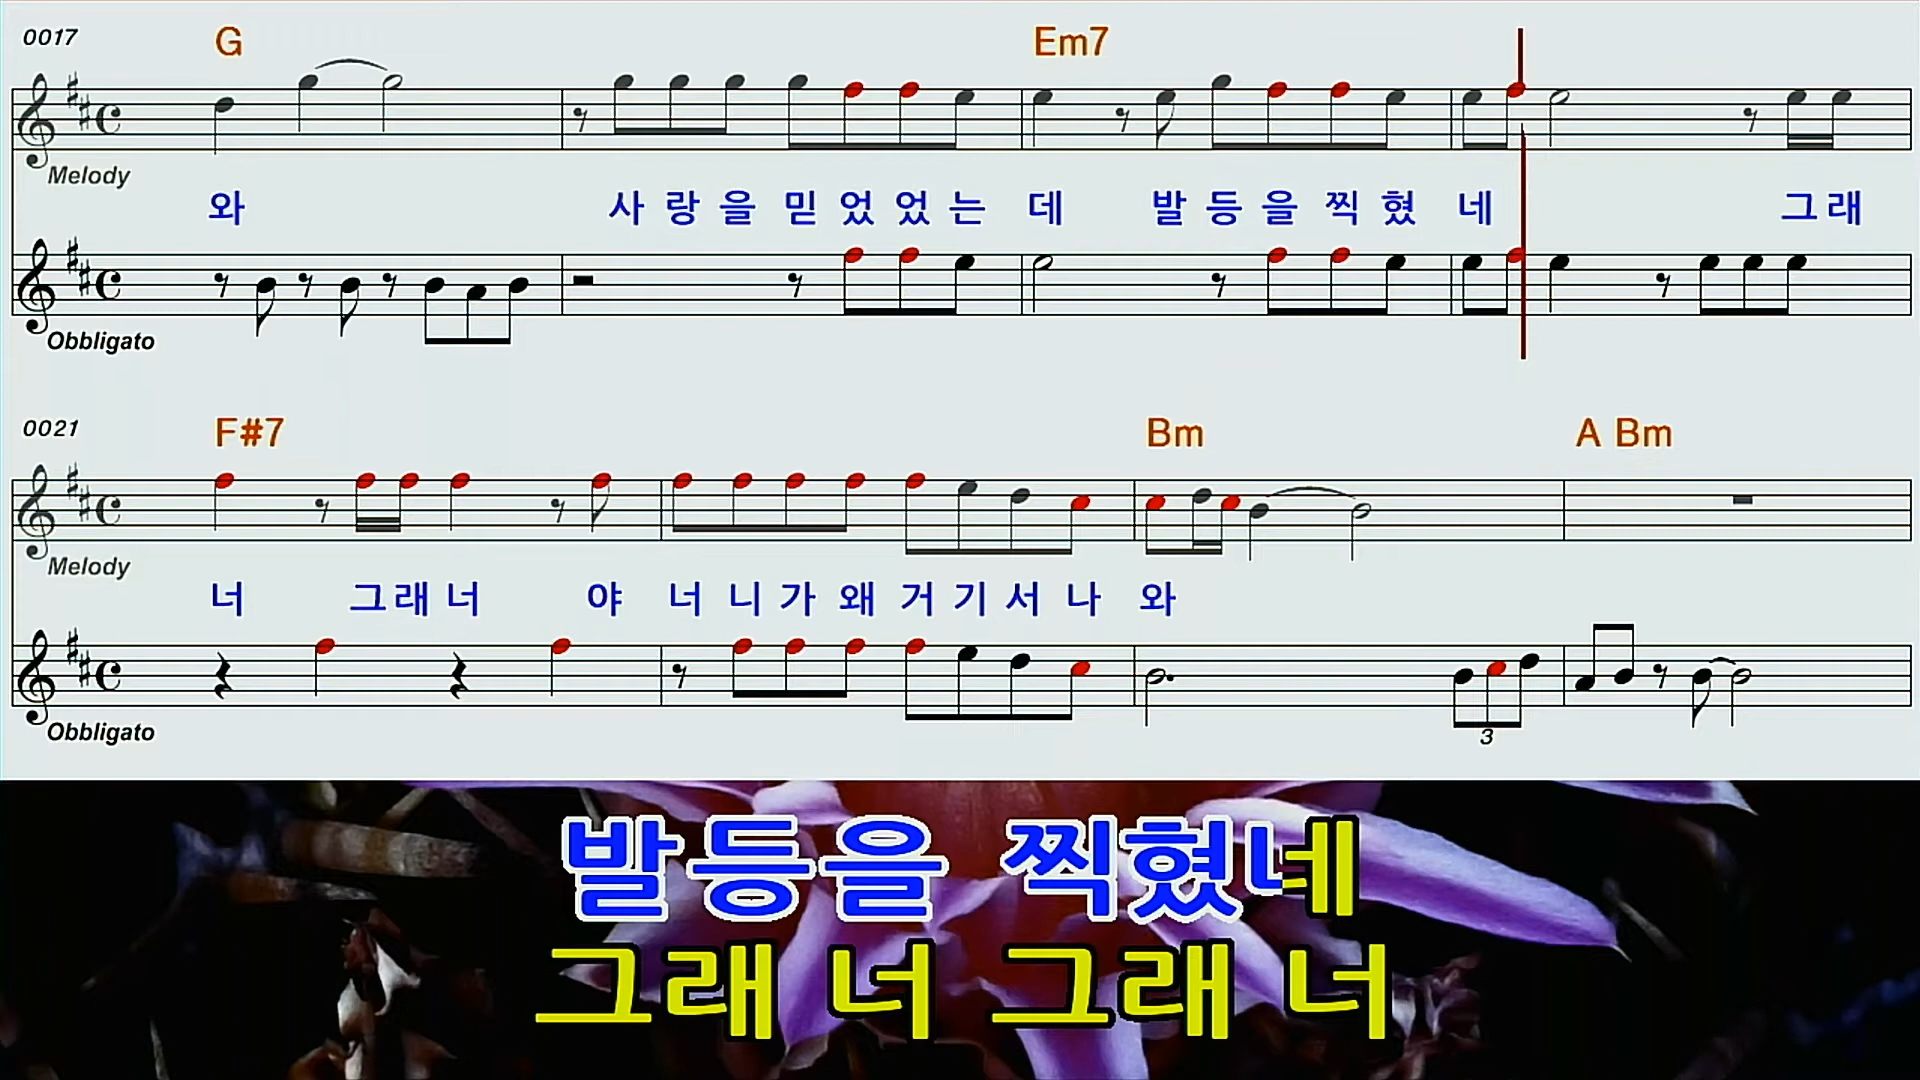 0017 G Em7
Melody
와 사랑을 믿었었는데 발등을 찍혔네 그래
Obbligato
0021 F#7 Bm A Bm
Melody
너 그래너 야 너니가왜거기서나와
Obbligato
3
발등을 찍혔네
그래 너 그래 너